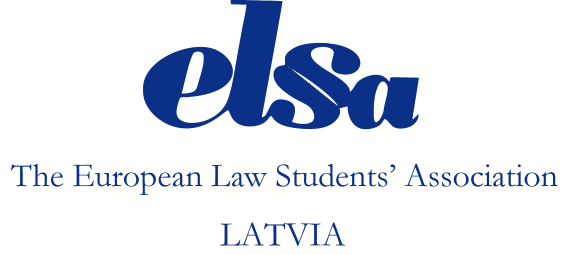 elsa
The European Law Students’ Association
LATVIA